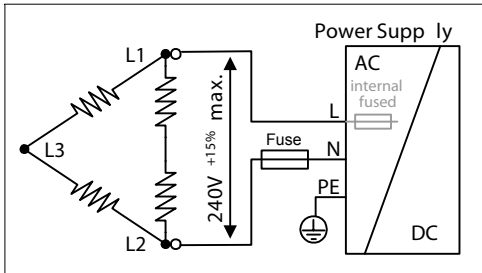 Power Supp ly
L1
AC
internal
fused
L
Fuse
N
L3
240V +15% max.
PE
L2
DC